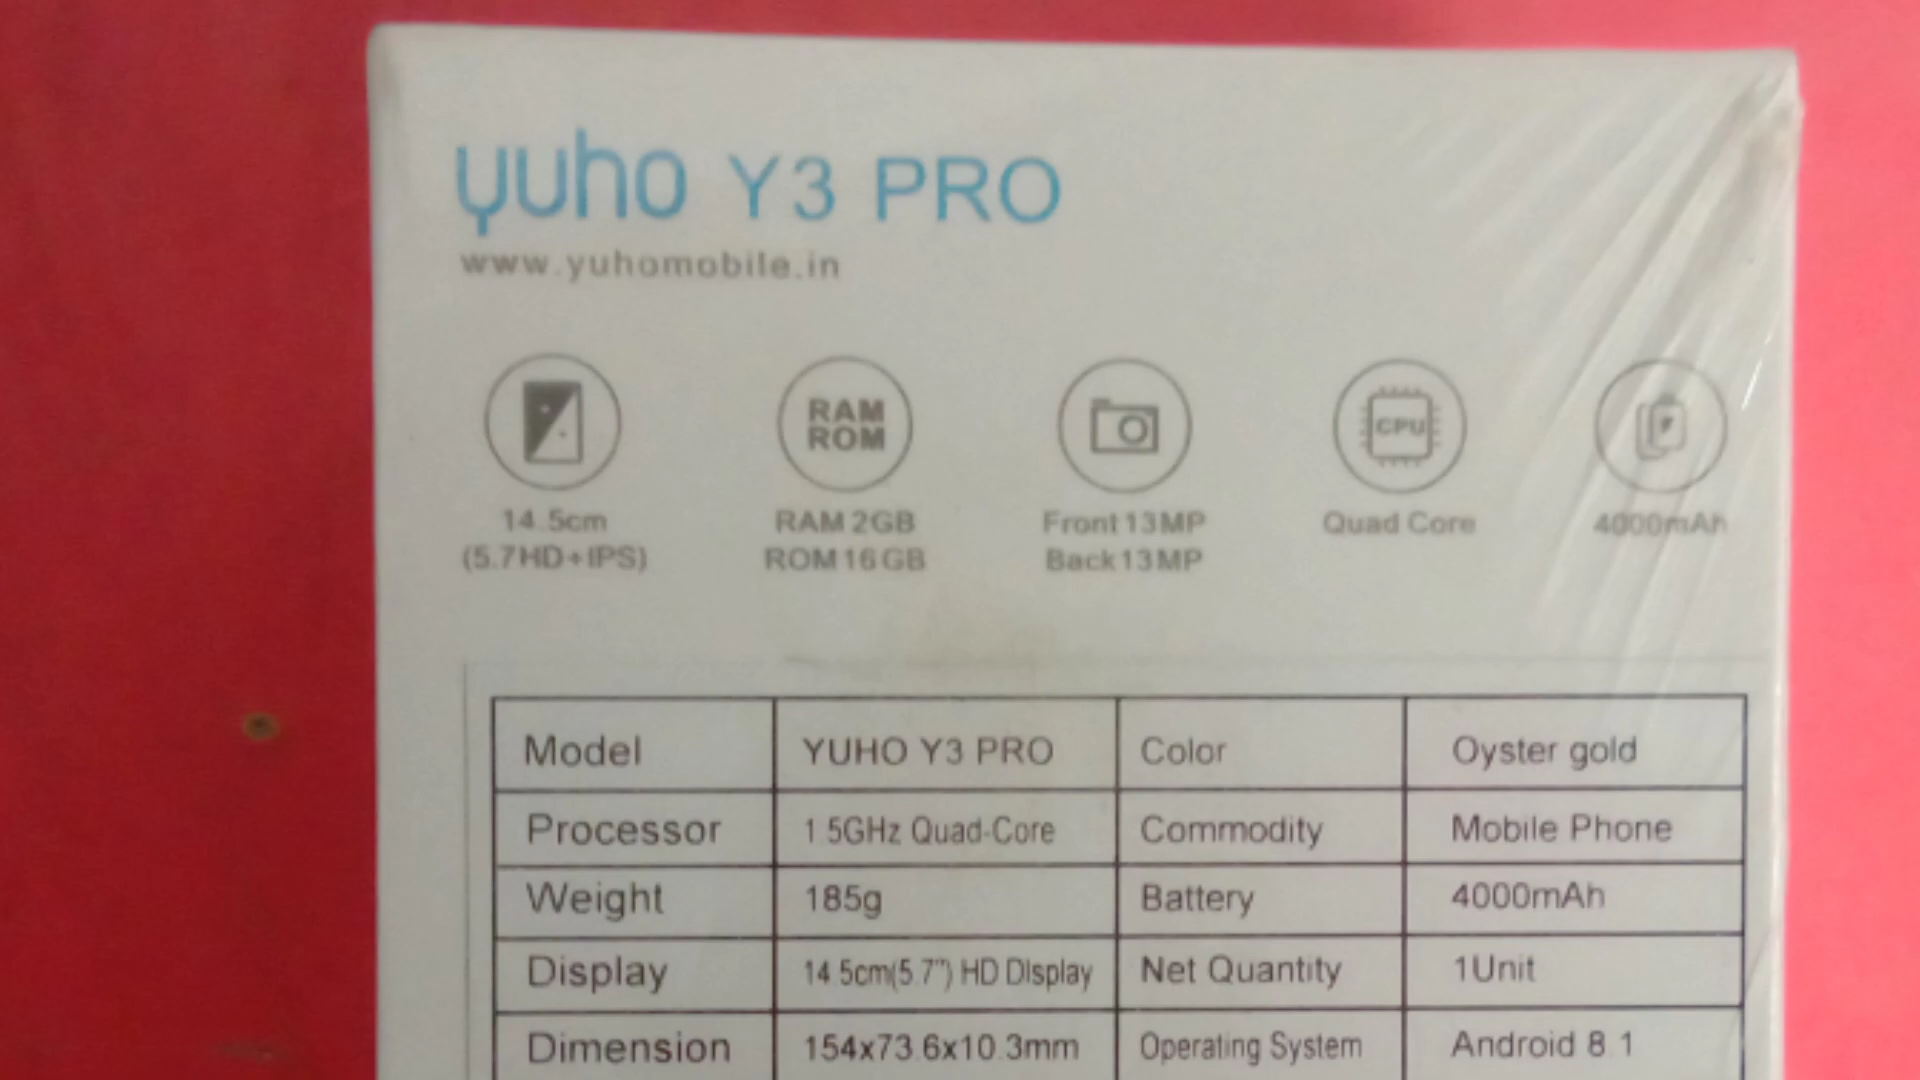 yuho Y3 PRO
www.yuhomobile.in
RAM
ROM
CPU
14.5cm RAM 2GB Front 13MP Quad Core 4000mAh
(5.7HD+IPS) ROM 16GB Back 13MP
Model YUHO Y3 PRO Color Oyster gold
Processor 1.5GHz Quad-Core Commodity Mobile Phone
Weight 185g Battery 4000mAh
Display 14.5cm(5.7") HD Display Net Quantity 1Unit
Dimension 154x73.6x10.3mm Operating System Android 8.1